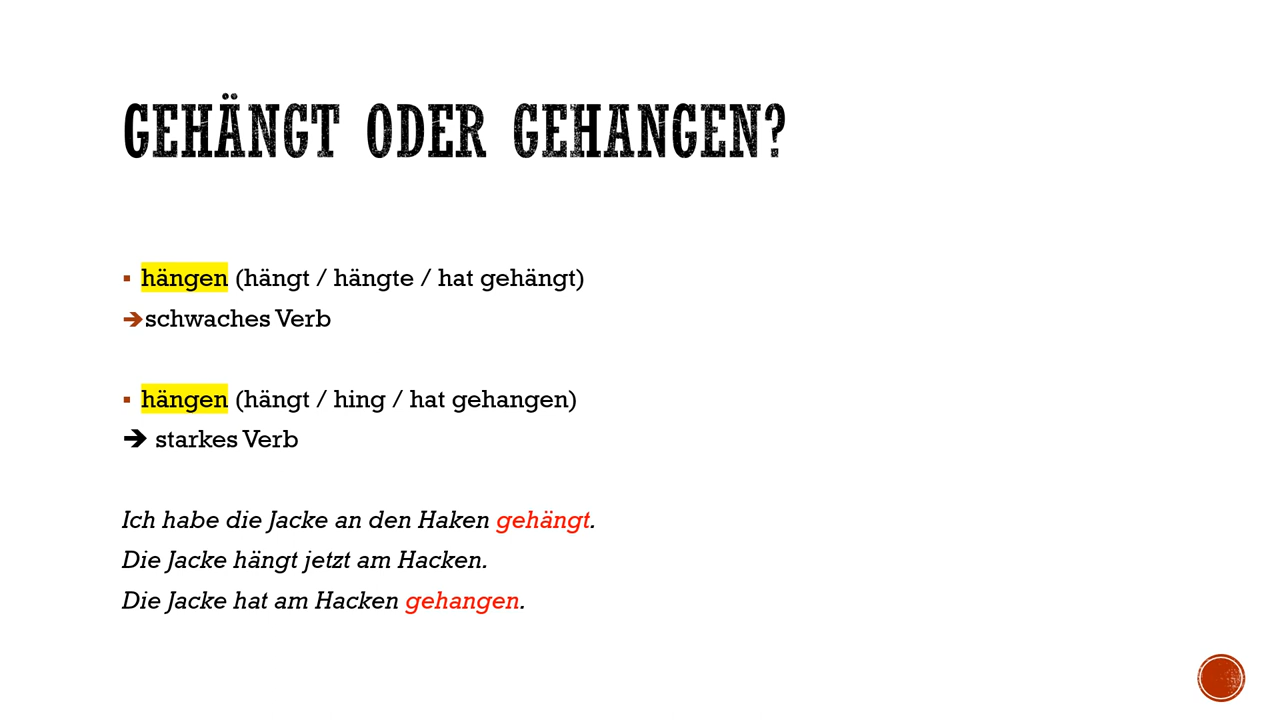 GEHÄNGT ODER GEHANGEN?
▪ hängen (hängt / hängte / hat gehängt)
➔schwaches Verb
▪ hängen (hängt / hing / hat gehangen)
➔ starkes Verb
Ich habe die Jacke an den Haken gehängt.
Die Jacke hängt jetzt am Hacken.
Die Jacke hat am Hacken gehangen.